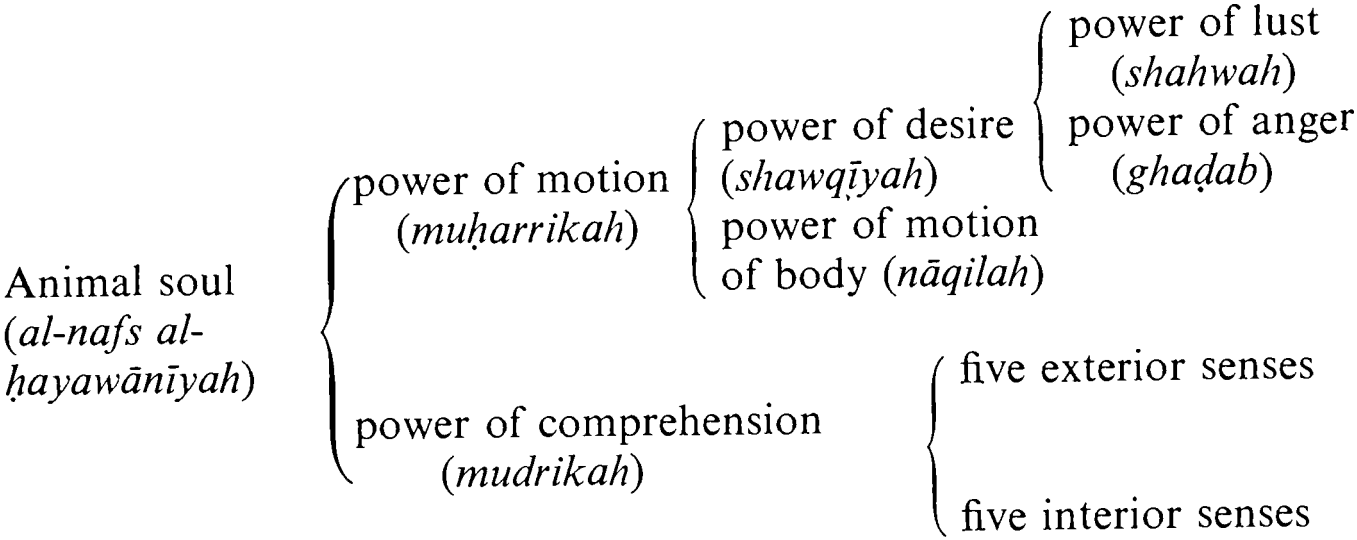 Animal soul
(al-nafs al-
ḥayawānīyah)
power of motion
(muḥarrikah)
power of desire
(shawqīyah)
power of lust
(shahwah)
power of anger
(ghaḍab)
power of motion
of body (nāqilah)
power of comprehension
(mudrikah)
five exterior senses
five interior senses